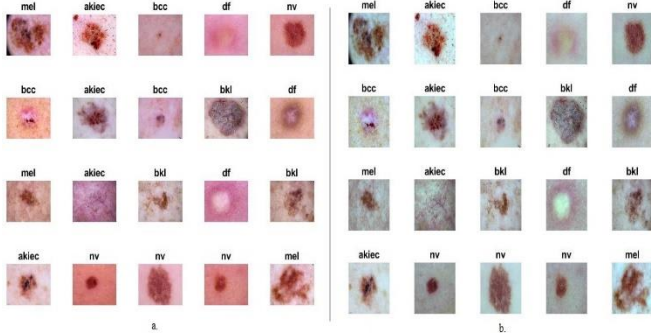 mel akiec bcc df nv
bcc akiec bcc bkl df
mel akiec bkl df bkl
akiec nv nv nv mel
a.
mel akiec bcc df nv
bcc akiec bcc bkl df
mel akiec bkl df bkl
akiec nv nv nv mel
b.